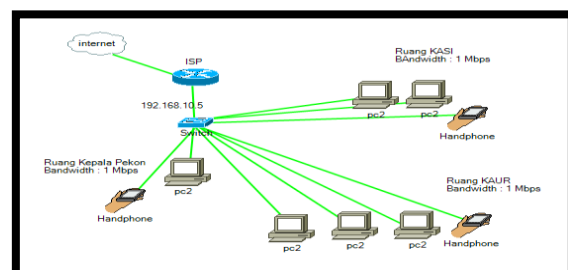 internet
ISP
Ruang KASI
BAndwidth : 1 Mbps
192.168.10.5
Switch
pc2
pc2
Handphone
Ruang Kepala Pekon
Bandwidth : 1 Mbps
pc2
Handphone
Ruang KAUR
Bandwidth : 1 Mbps
pc2
pc2
pc2
Handphone